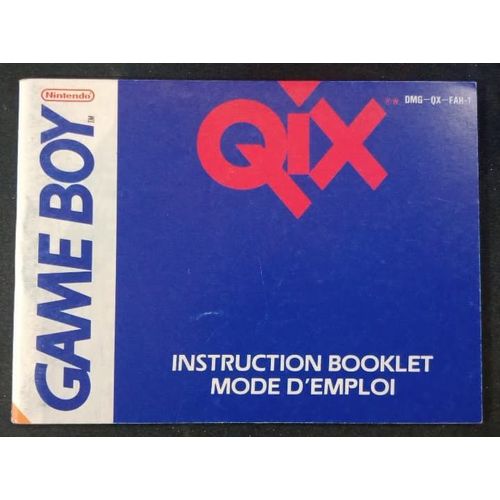 Nintendo
GAME BOY TM
QiX
DMG-QX-FAH-1
INSTRUCTION BOOKLET
MODE D'EMPLOI